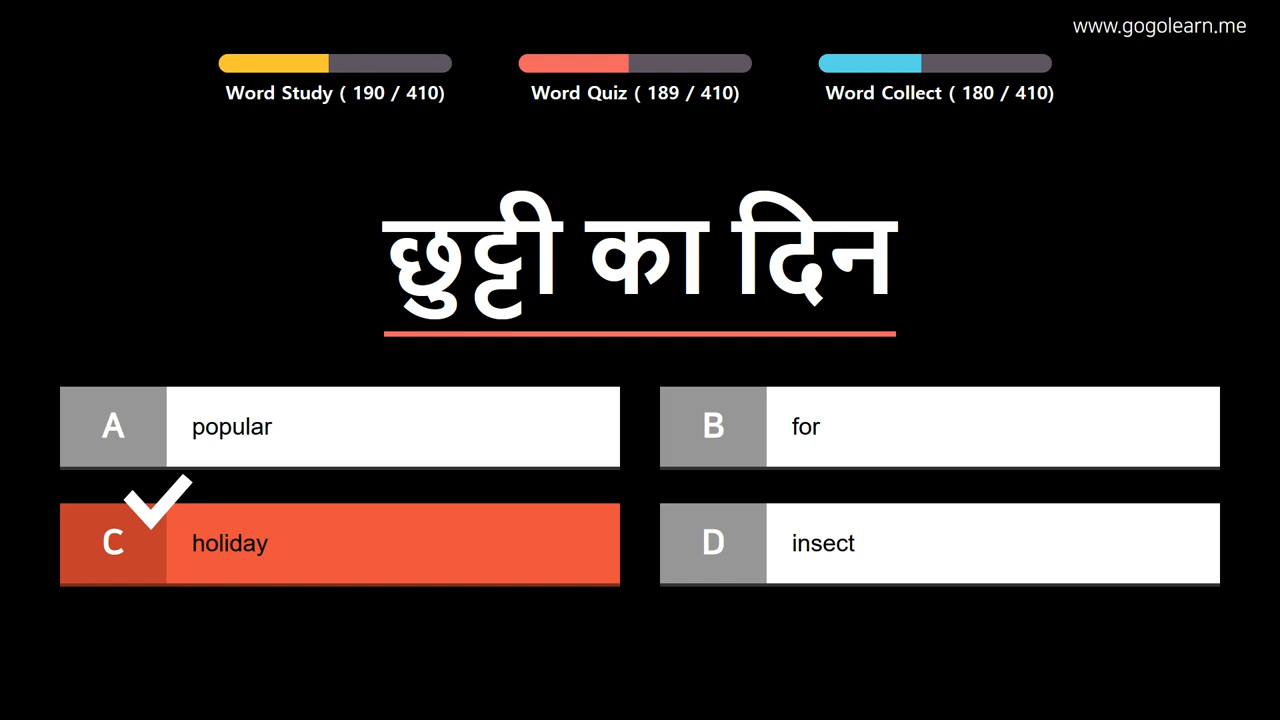 www.gogolearn.me
Word Study ( 190 / 410)
Word Quiz ( 189 / 410)
Word Collect ( 180 / 410)
छुट्टी का दिन
A popular
B for
C holiday
D insect